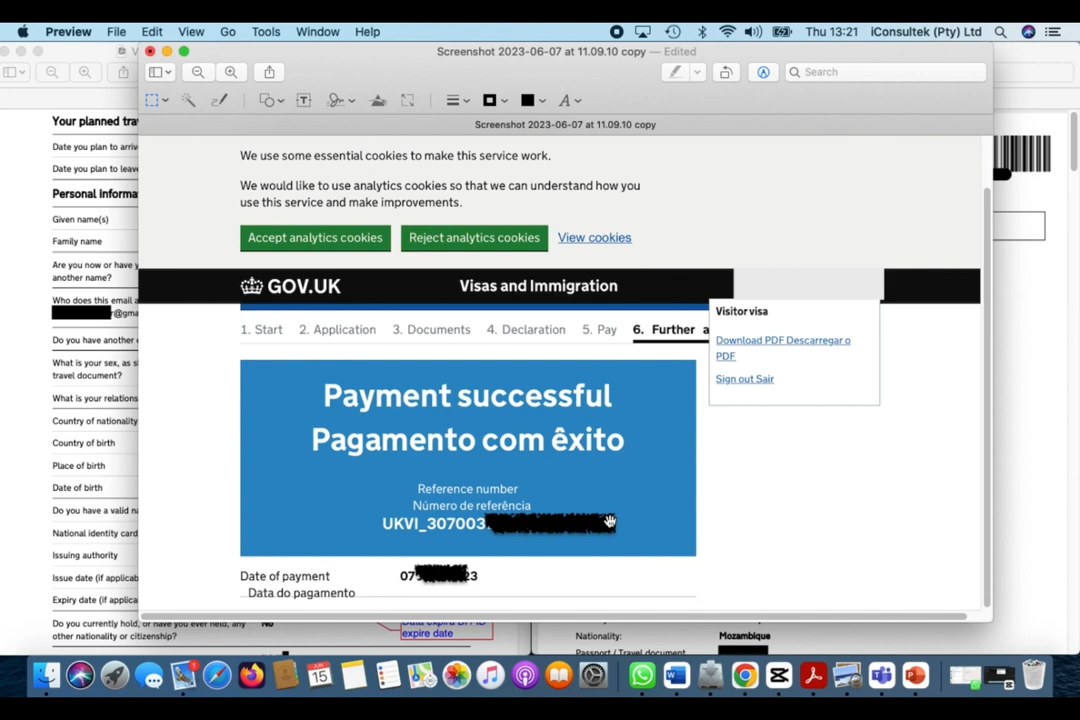 Preview File Edit View Go Tools Window Help
Thu 13:21 iConsultek (Pty) Ltd
Screenshot 2023-06-07 at 11.09.10 copy — Edited
Search
Screenshot 2023-06-07 at 11.09.10 copy
Your planned tra
Date you plan to arriv
Date you plan to leav
Personal Informa
Given name(s)
Family name
Are you now or have y
another name?
Who does this email a
r@gma
Do you have another
What is your sex, as s
travel document?
What is your relations
Country of nationality
Country of birth
Place of birth
Date of birth
Do you have a valid na
National identity card
Issuing authority
Issue date (if applicab
Expiry date (if applica
Do you currently hold, or have you ever held, any
other nationality or citizenship?
No
expire date
We use some essential cookies to make this service work.
We would like to use analytics cookies so that we can understand how you
use this service and make improvements.
Accept analytics cookies Reject analytics cookies View cookies
GOV.UK Visas and Immigration
1. Start 2. Application 3. Documents 4. Declaration 5. Pay 6. Further a
Visitor visa
Download PDF Descarregar o
PDF
Sign out Sair
Payment successful
Pagamento com êxito
Reference number
Número de referência
UKVI_307003
Date of payment 07 23
Data do pagamento
Nationality: Mozambique
Passport / Travel document
15